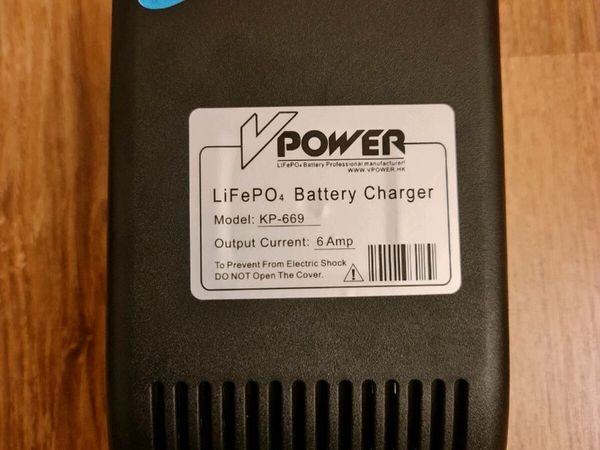 VPOWER
LiFePO₄ Battery Professional manufacturer
WWW.VPOWER.HK
LiFePO₄ Battery Charger
Model: KP-669
Output Current: 6 Amp
To Prevent From Electric Shock
DO NOT Open The Cover.